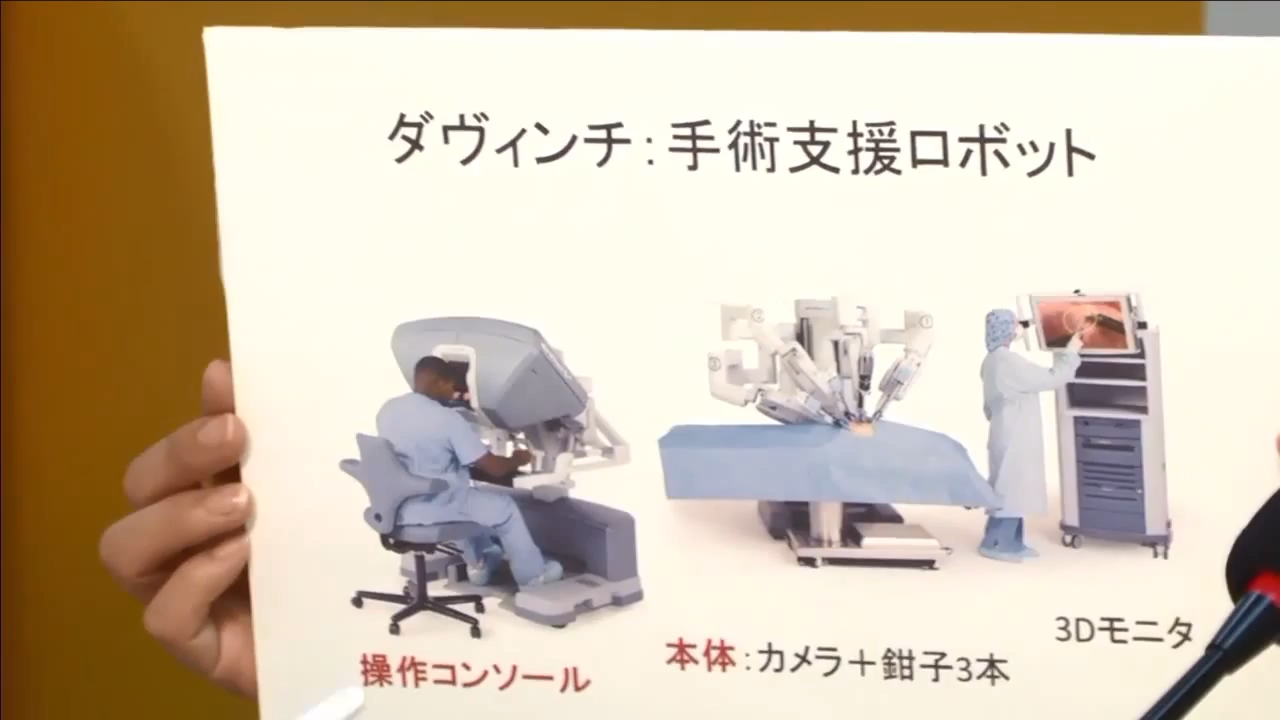 ダヴィンチ：手術支援ロボット
操作コンソール
本体：カメラ＋鉗子3本
3Dモニタ